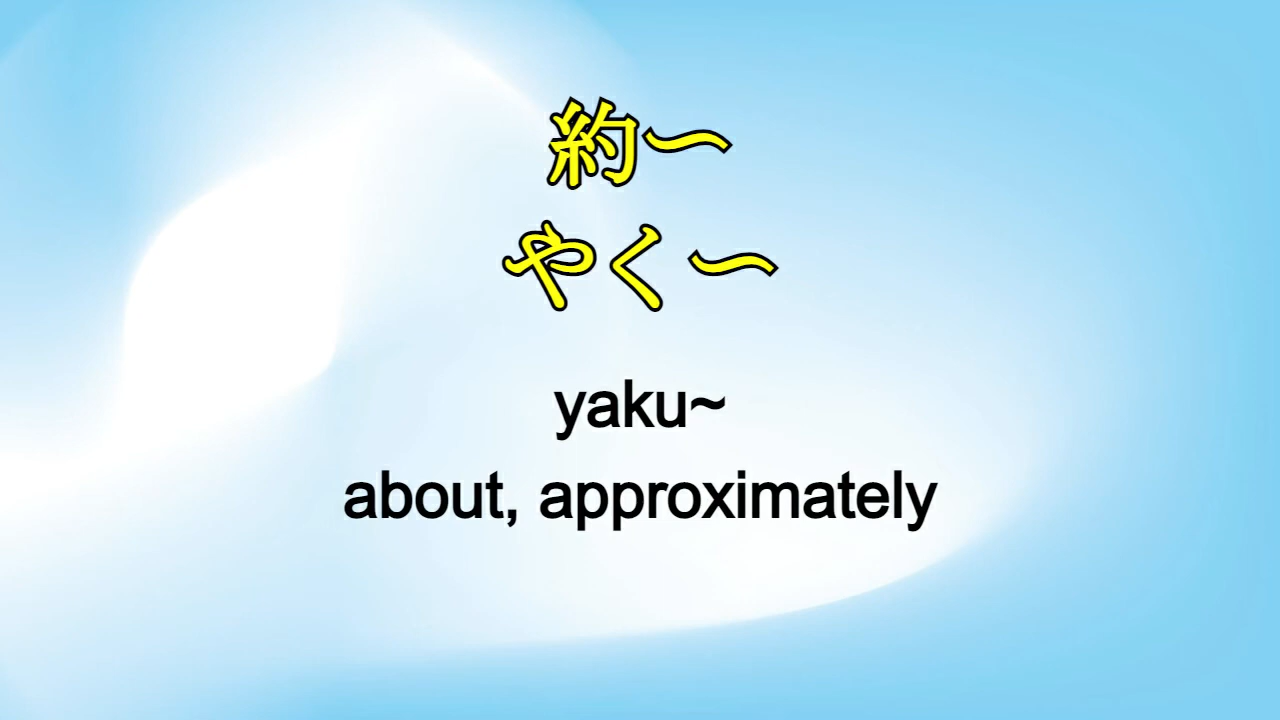 約〜
やく〜
yaku~
about, approximately